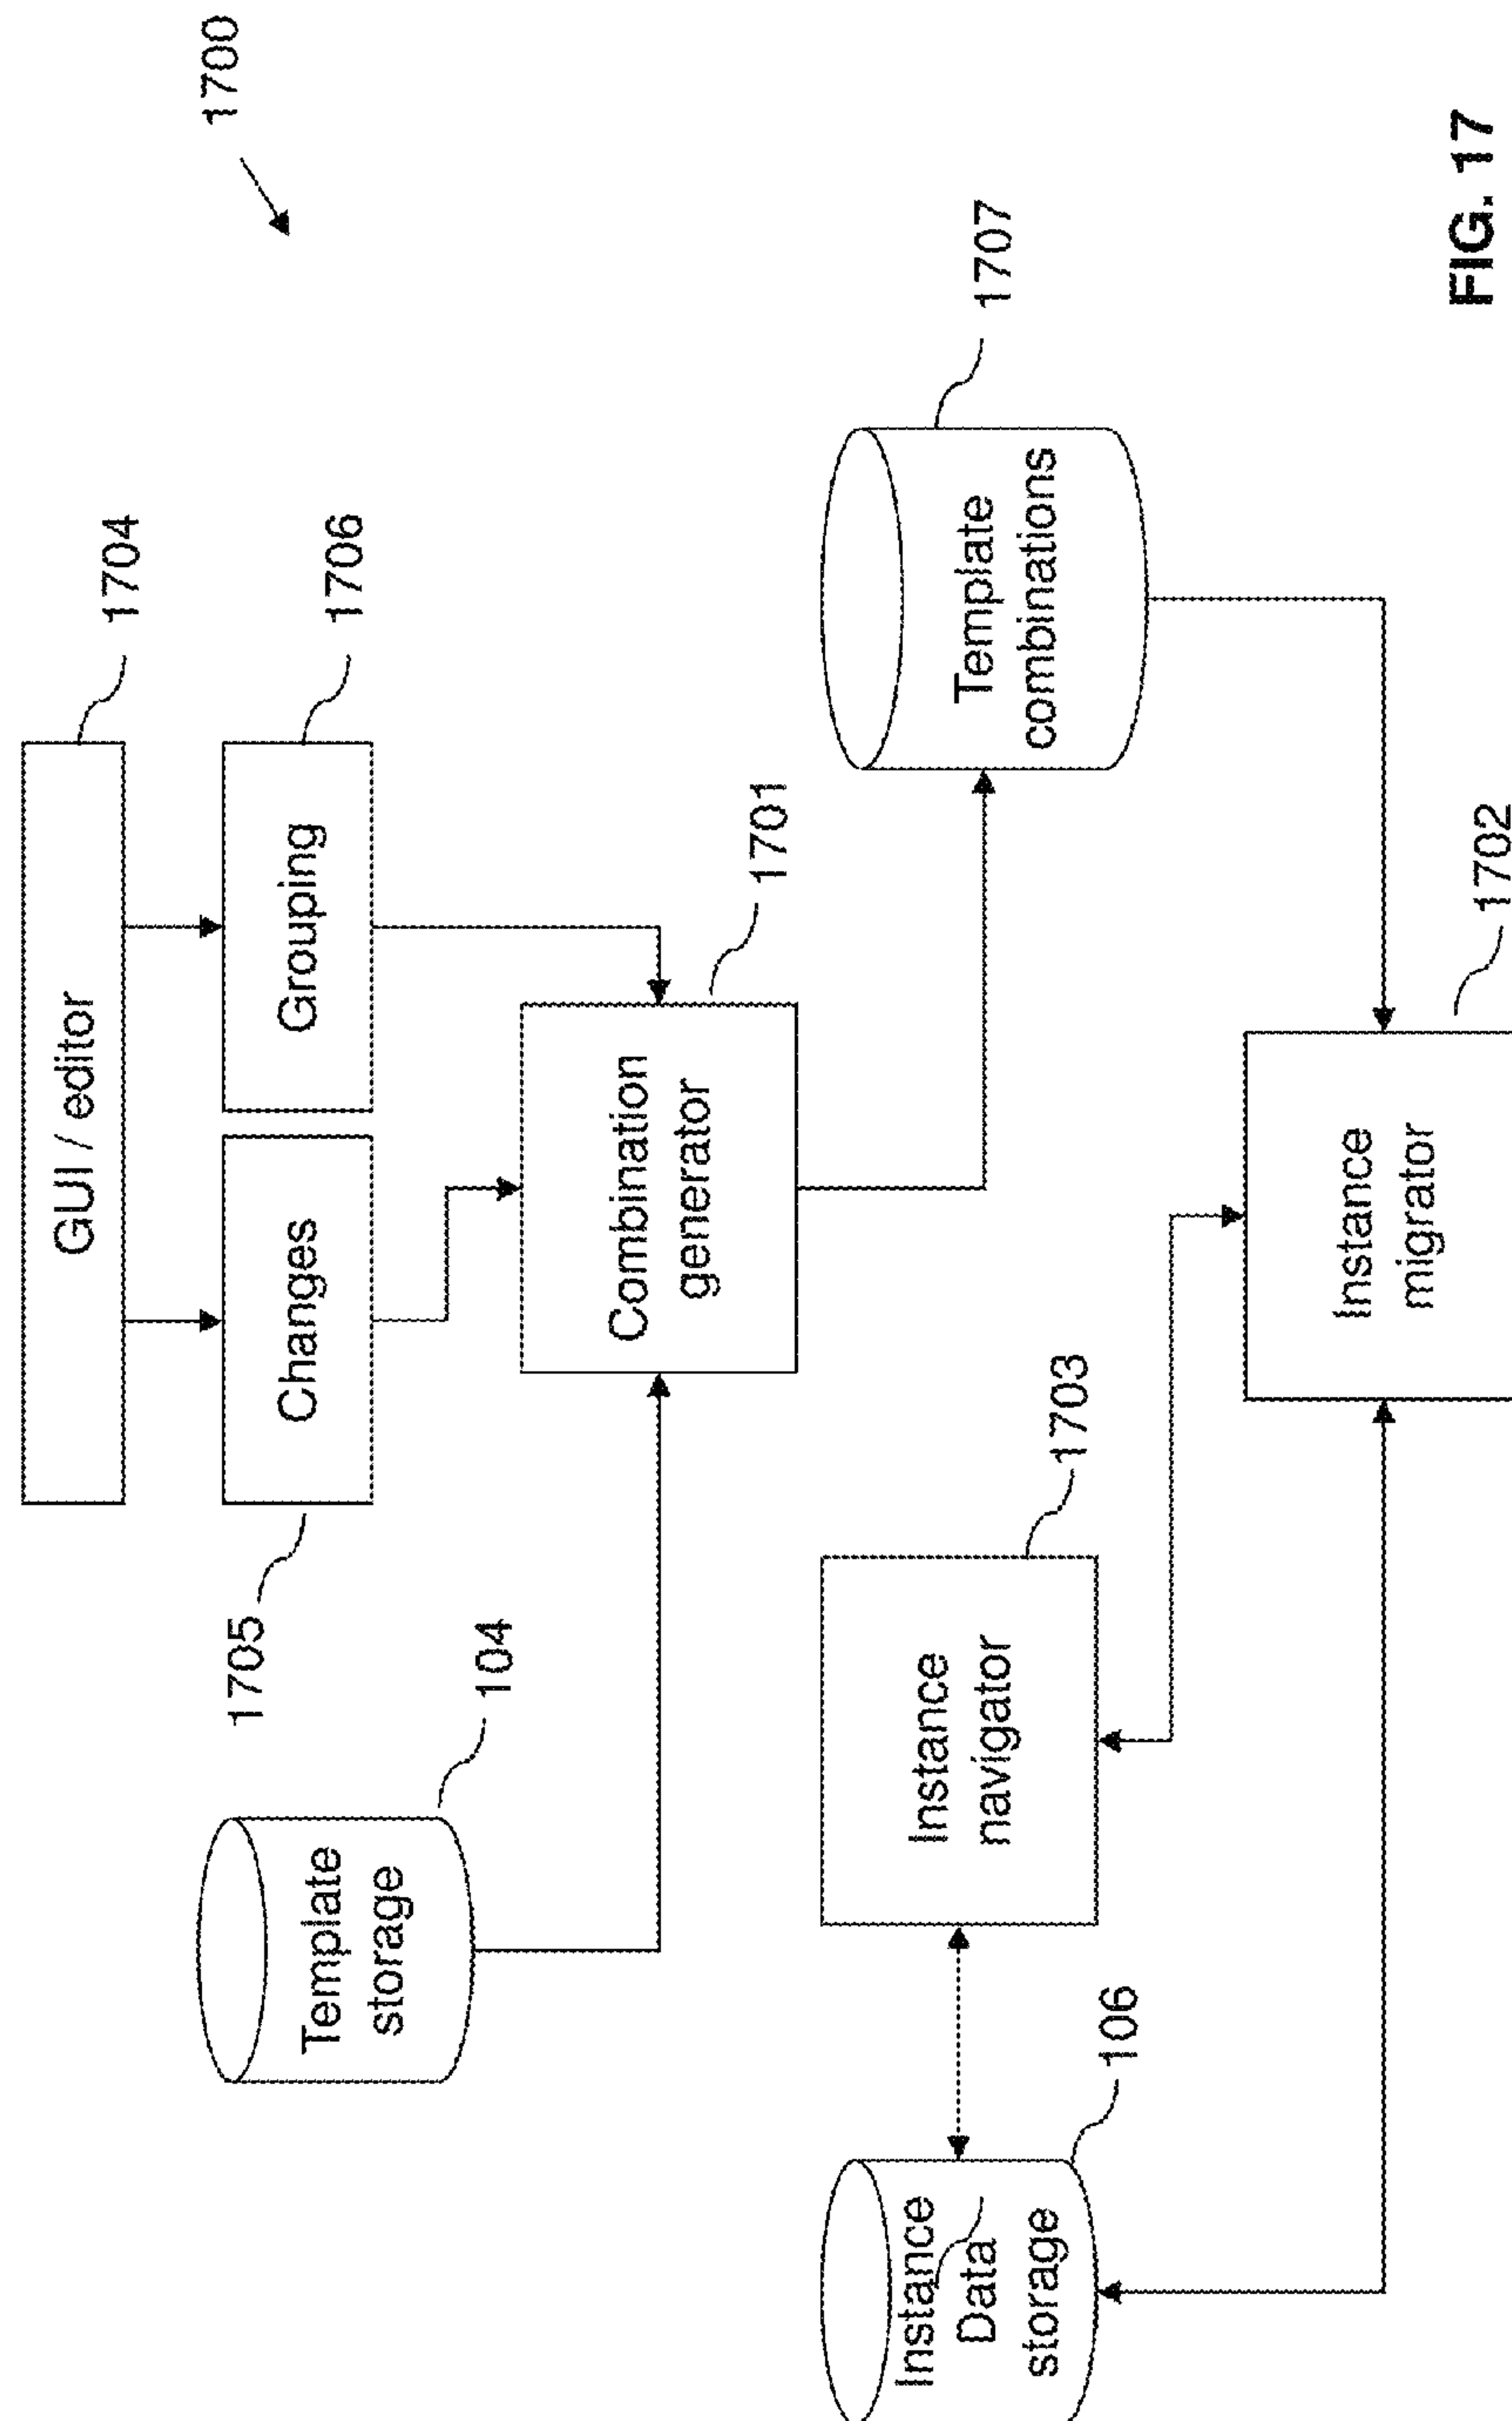 1700
GUI / editor
1704
1705
Changes
Grouping
1706
Template
storage
104
Combination
generator
1701
Instance
Data
storage
106
Instance
navigator
1703
Template
combinations
1707
Instance
migrator
1702
FIG. 17